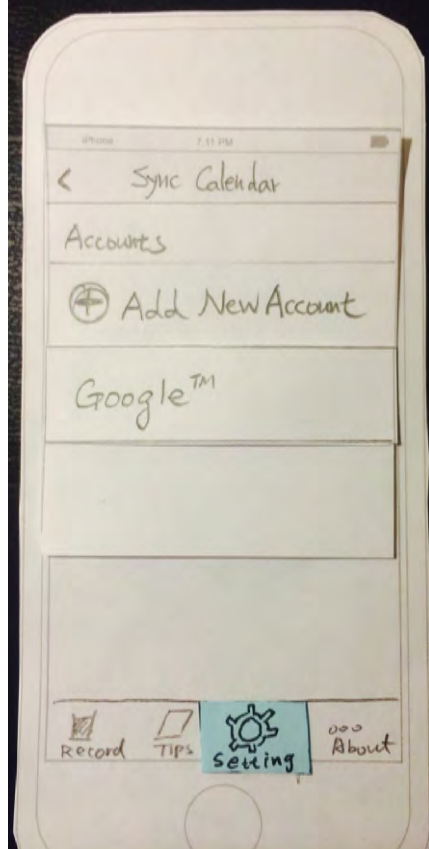 iPhone 7:11 PM
< Sync Calendar
Accounts
Add New Account
Google™
Record Tips Setting About